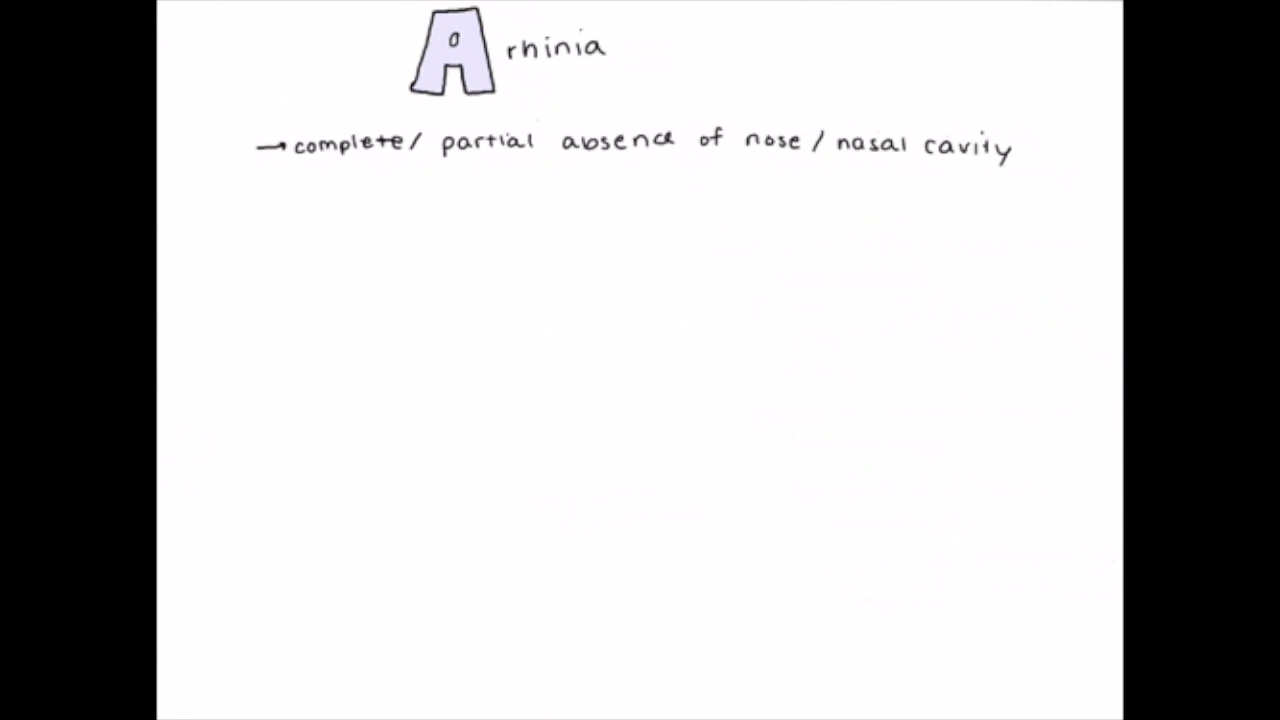 Arhinia
→ complete/ partial absence of nose / nasal cavity